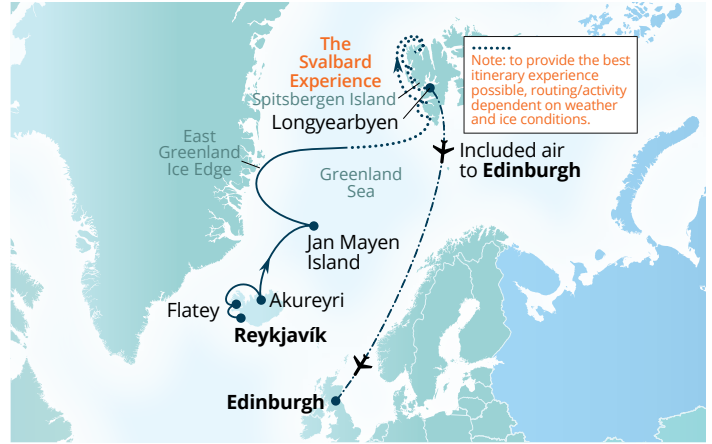 The
Svalbard
Experience
Spitsbergen Island
Longyearbyen
Note: to provide the best
itinerary experience
possible, routing/activity
dependent on weather
and ice conditions.
Included air
to Edinburgh
East
Greenland
Ice Edge
Greenland
Sea
Jan Mayen
Island
Flatey
Akureyri
Reykjavík
Edinburgh